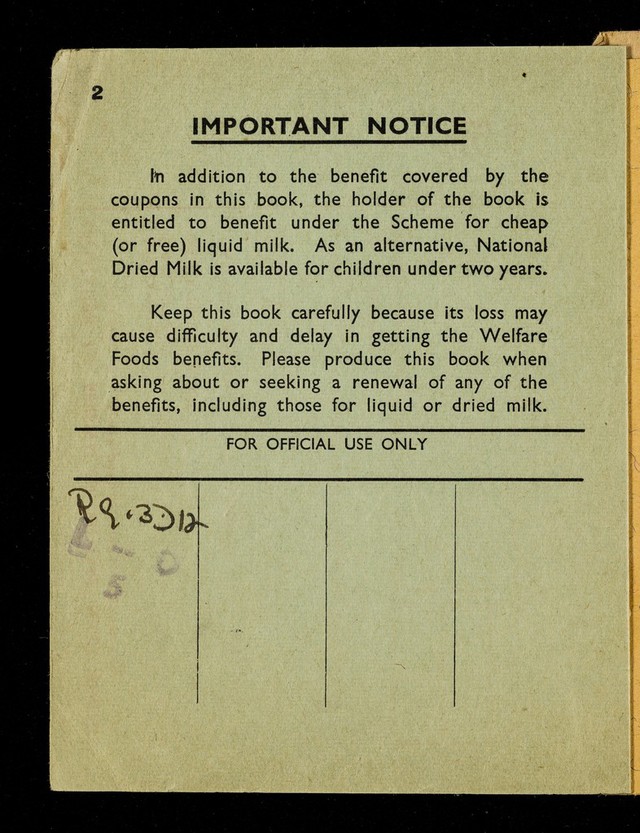 2
IMPORTANT NOTICE
In addition to the benefit covered by the
coupons in this book, the holder of the book is
entitled to benefit under the Scheme for cheap
(or free) liquid milk. As an alternative, National
Dried Milk is available for children under two years.
Keep this book carefully because its loss may
cause difficulty and delay in getting the Welfare
Foods benefits. Please produce this book when
asking about or seeking a renewal of any of the
benefits, including those for liquid or dried milk.
FOR OFFICIAL USE ONLY